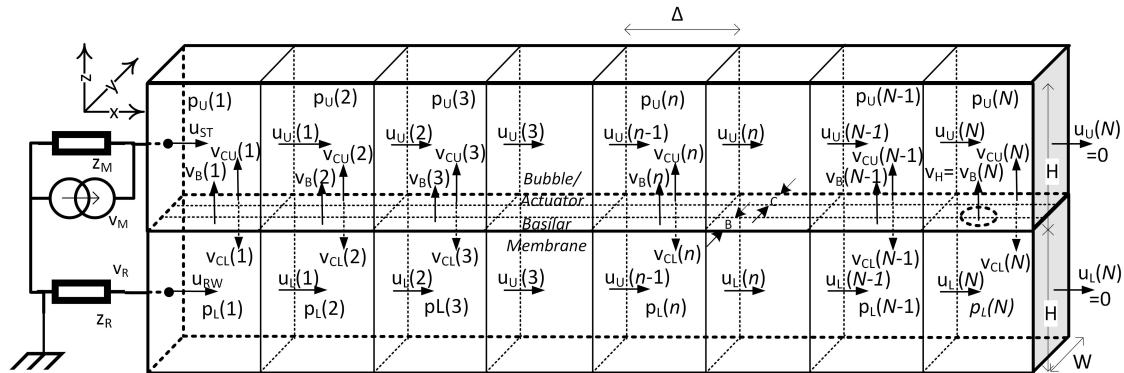 Δ
z
y
x
p_U(1) p_U(2) p_U(3) p_U(n) p_U(N-1) p_U(N)
u_ST u_U(1) u_U(2) u_U(3) u_U(n-1) u_U(n) u_U(N-1) u_U(N) u_U(N)
=0
z_M
v_CU(1) v_CU(2) v_CU(3) v_CU(n) v_CU(N-1) v_CU(N)
v_B(1) v_B(2) v_B(3) v_B(n) v_B(N-1) v_H= v_B(N)
H
v_M
Bubble/
Actuator
C
Basilar
B
Membrane
v_CL(1) v_CL(2) v_CL(3) v_CL(n) v_CL(N-1) v_CL(N)
v_R
u_RW u_L(1) u_L(2) u_U(3) u_L(n-1) u_L(n) u_L(N-1) u_L(N) u_L(N)
=0
z_R
p_L(1) p_L(2) pL(3) p_L(n) p_L(N-1) p_L(N)
H
W